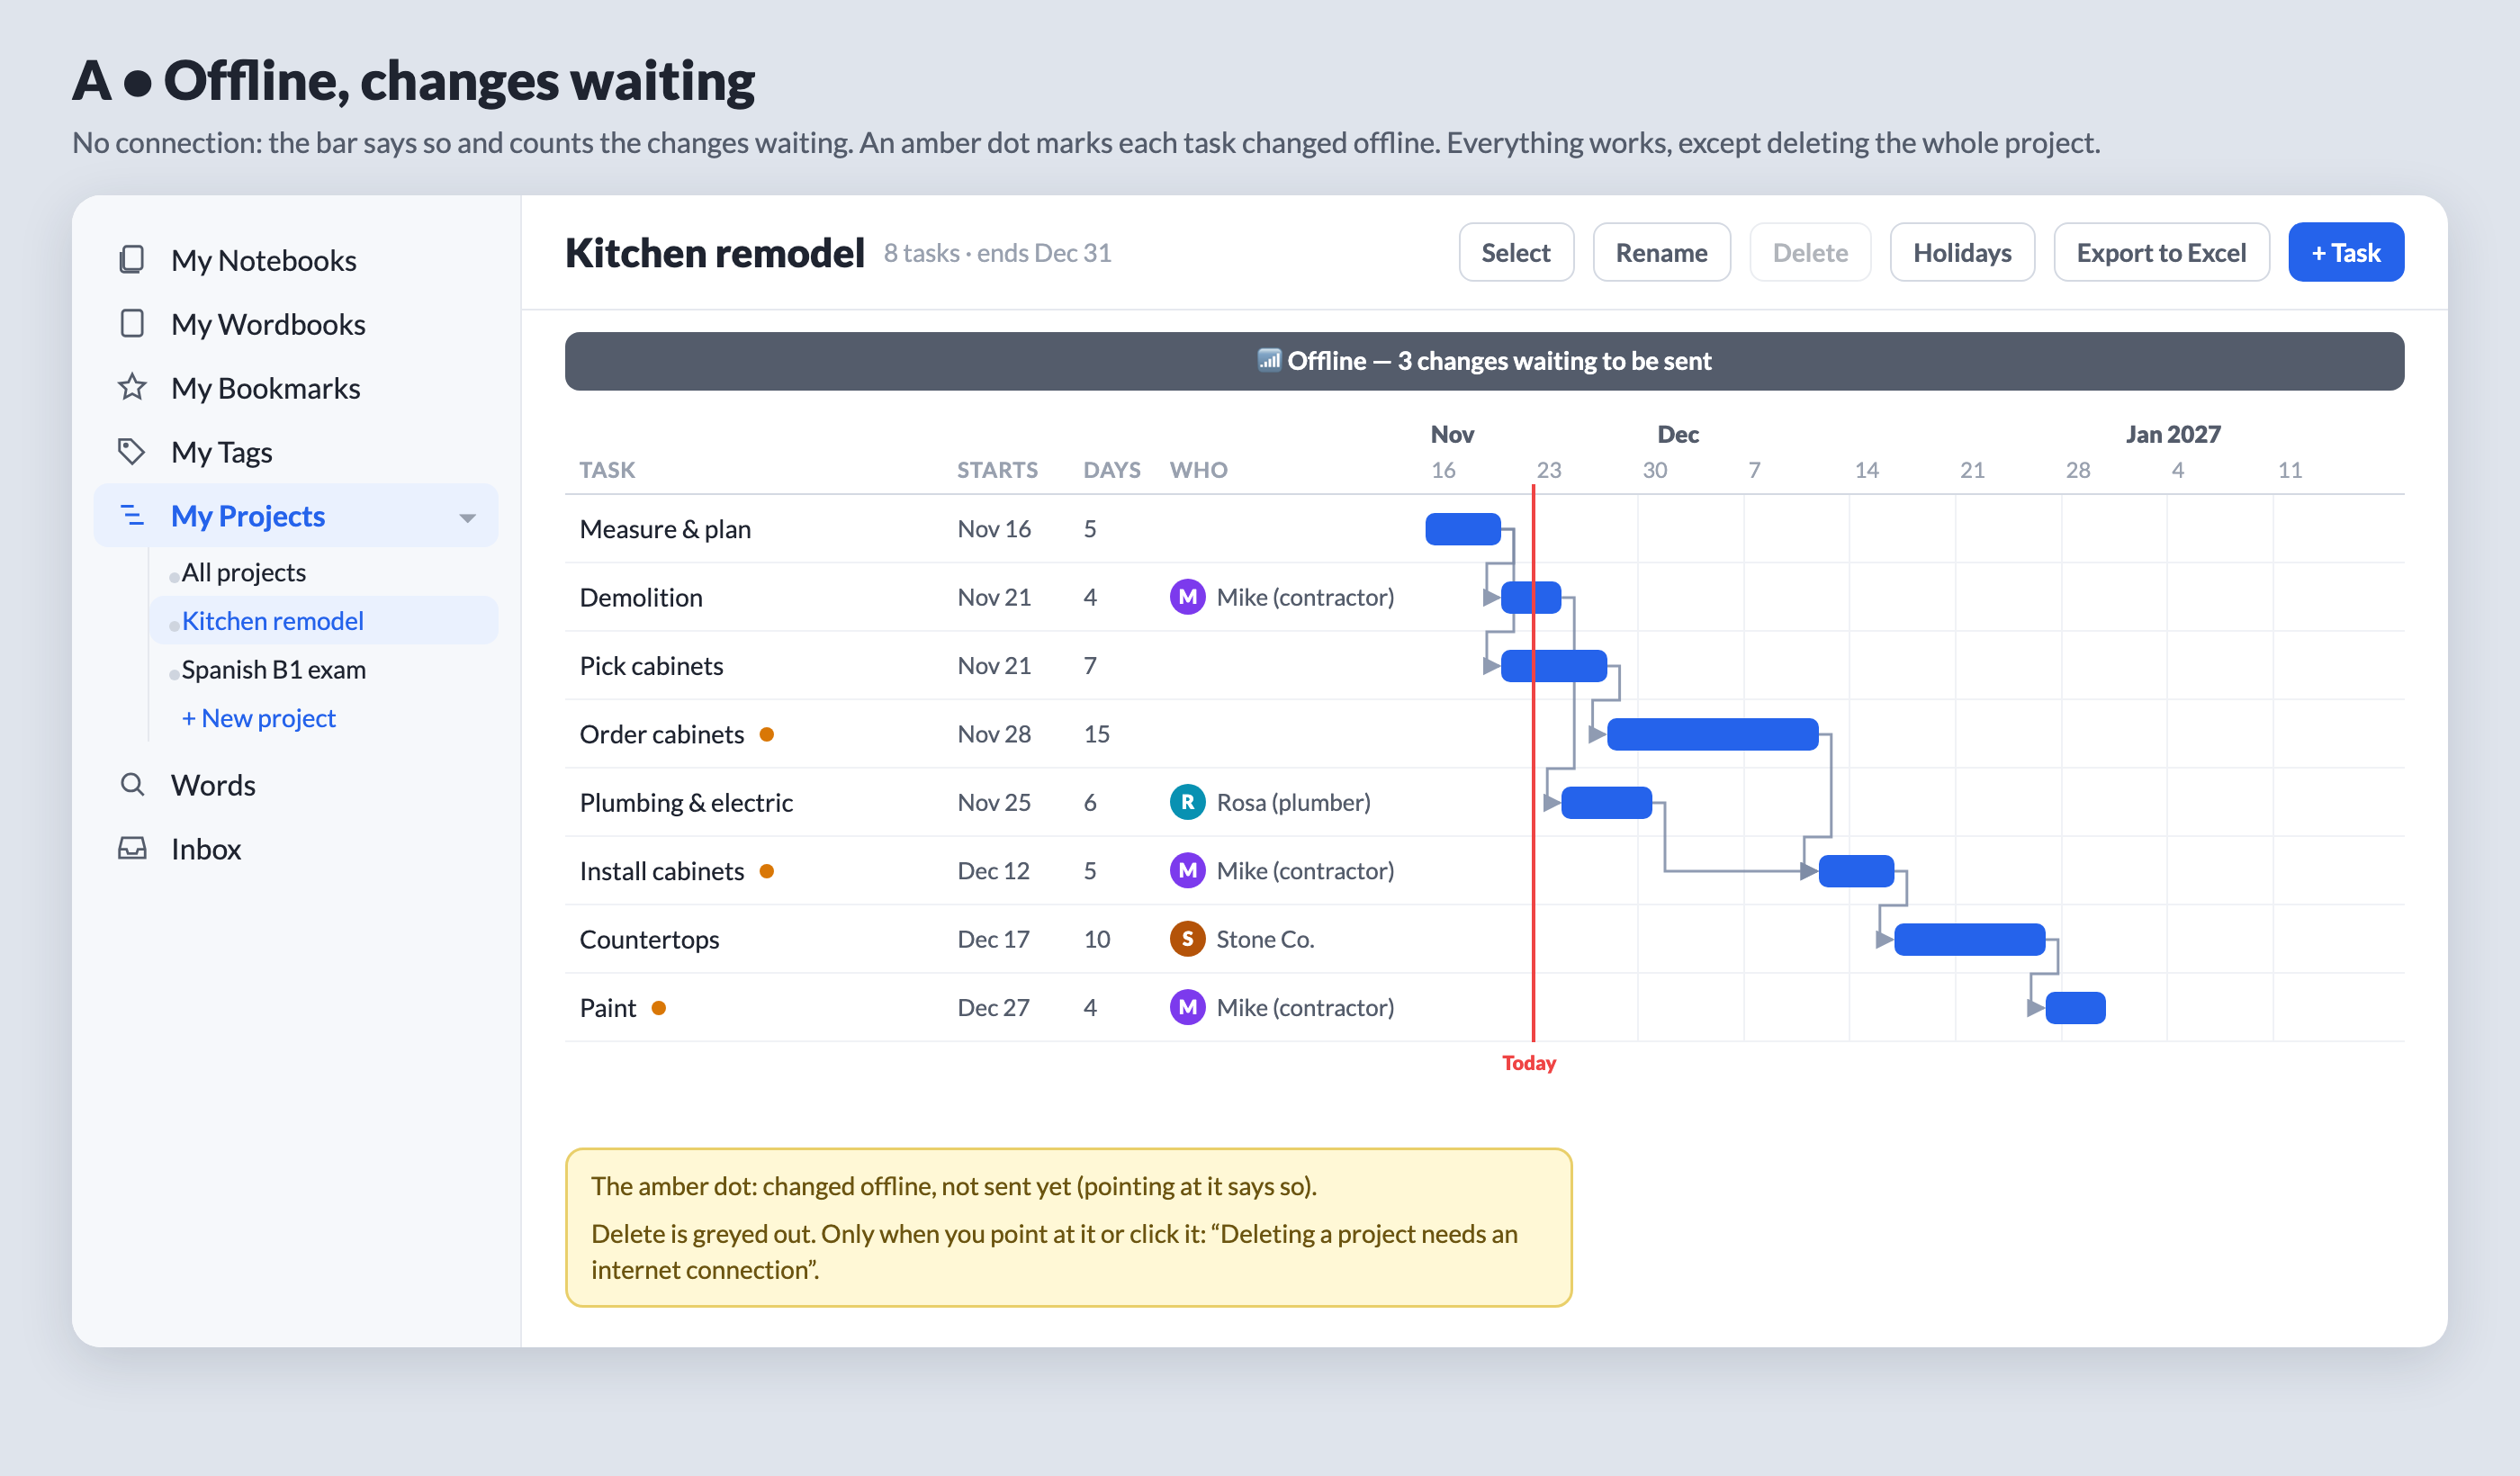 A ● Offline, changes waiting
No connection: the bar says so and counts the changes waiting. An amber dot marks each task changed offline. Everything works, except deleting the whole project.
My Notebooks
My Wordbooks
My Bookmarks
My Tags
My Projects
All projects
Kitchen remodel
Spanish B1 exam
+ New project
Words
Inbox
Kitchen remodel 8 tasks · ends Dec 31 Select Rename Delete Holidays Export to Excel + Task
Offline — 3 changes waiting to be sent
Nov Dec Jan 2027
TASK STARTS DAYS WHO 16 23 30 7 14 21 28 4 11
Measure & plan Nov 16 5
Demolition Nov 21 4 M Mike (contractor)
Pick cabinets Nov 21 7
Order cabinets Nov 28 15
Plumbing & electric Nov 25 6 R Rosa (plumber)
Install cabinets Dec 12 5 M Mike (contractor)
Countertops Dec 17 10 S Stone Co.
Paint Dec 27 4 M Mike (contractor)
Today
The amber dot: changed offline, not sent yet (pointing at it says so).
Delete is greyed out. Only when you point at it or click it: “Deleting a project needs an
internet connection”.